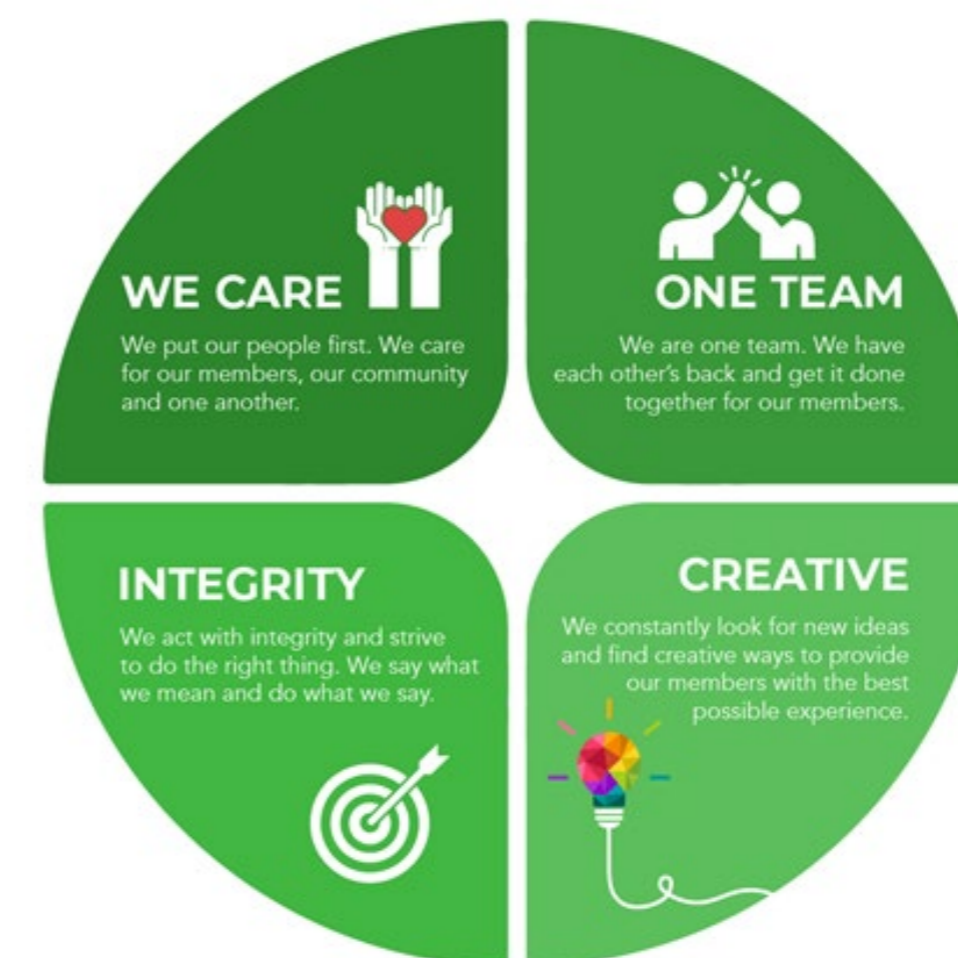 WE CARE
We put our people first. We care
for our members, our community
and one another.
ONE TEAM
We are one team. We have
each other's back and get it done
together for our members.
INTEGRITY
We act with integrity and strive
to do the right thing. We say what
we mean and do what we say.
CREATIVE
We constantly look for new ideas
and find creative ways to provide
our members with the best
possible experience.